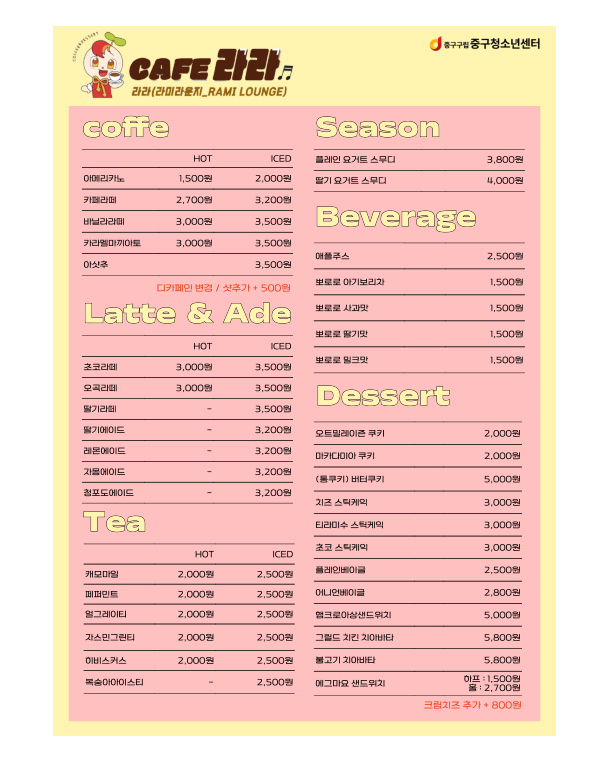 COFFEE&DESSERT
CAFE 라라
라라(라미라운지_RAMI LOUNGE)
중구구립 중구청소년센터
coffe
HOT ICED
아메리카노 1,500원 2,000원
카페라떼 2,700원 3,200원
바닐라라떼 3,000원 3,500원
카라멜마끼아또 3,000원 3,500원
아샷추 3,500원
디카페인 변경 / 샷추가 + 500원
Latte & Ade
HOT ICED
초코라떼 3,000원 3,500원
오곡라떼 3,000원 3,500원
딸기라떼 - 3,500원
딸기에이드 - 3,200원
레몬에이드 - 3,200원
자몽에이드 - 3,200원
청포도에이드 - 3,200원
Tea
HOT ICED
캐모마일 2,000원 2,500원
페퍼민트 2,000원 2,500원
얼그레이티 2,000원 2,500원
자스민그린티 2,000원 2,500원
히비스커스 2,000원 2,500원
복숭아아이스티 - 2,500원
Season
플레인 요거트 스무디 3,800원
딸기 요거트 스무디 4,000원
Beverage
애플주스 2,500원
뽀로로 아기보리차 1,500원
뽀로로 사과맛 1,500원
뽀로로 딸기맛 1,500원
뽀로로 밀크맛 1,500원
Dessert
오트밀레이즌 쿠키 2,000원
마카다미아 쿠키 2,000원
(통쿠키) 버터쿠키 5,000원
치즈 스틱케익 3,000원
티라미수 스틱케익 3,000원
초코 스틱케익 3,000원
플레인베이글 2,500원
어니언베이글 2,800원
햄크로아상샌드위치 5,000원
그릴드 치킨 치아바타 5,800원
불고기 치아바타 5,800원
에그마요 샌드위치 하프 : 1,500원
홀 : 2,700원
크림치즈 추가 + 800원